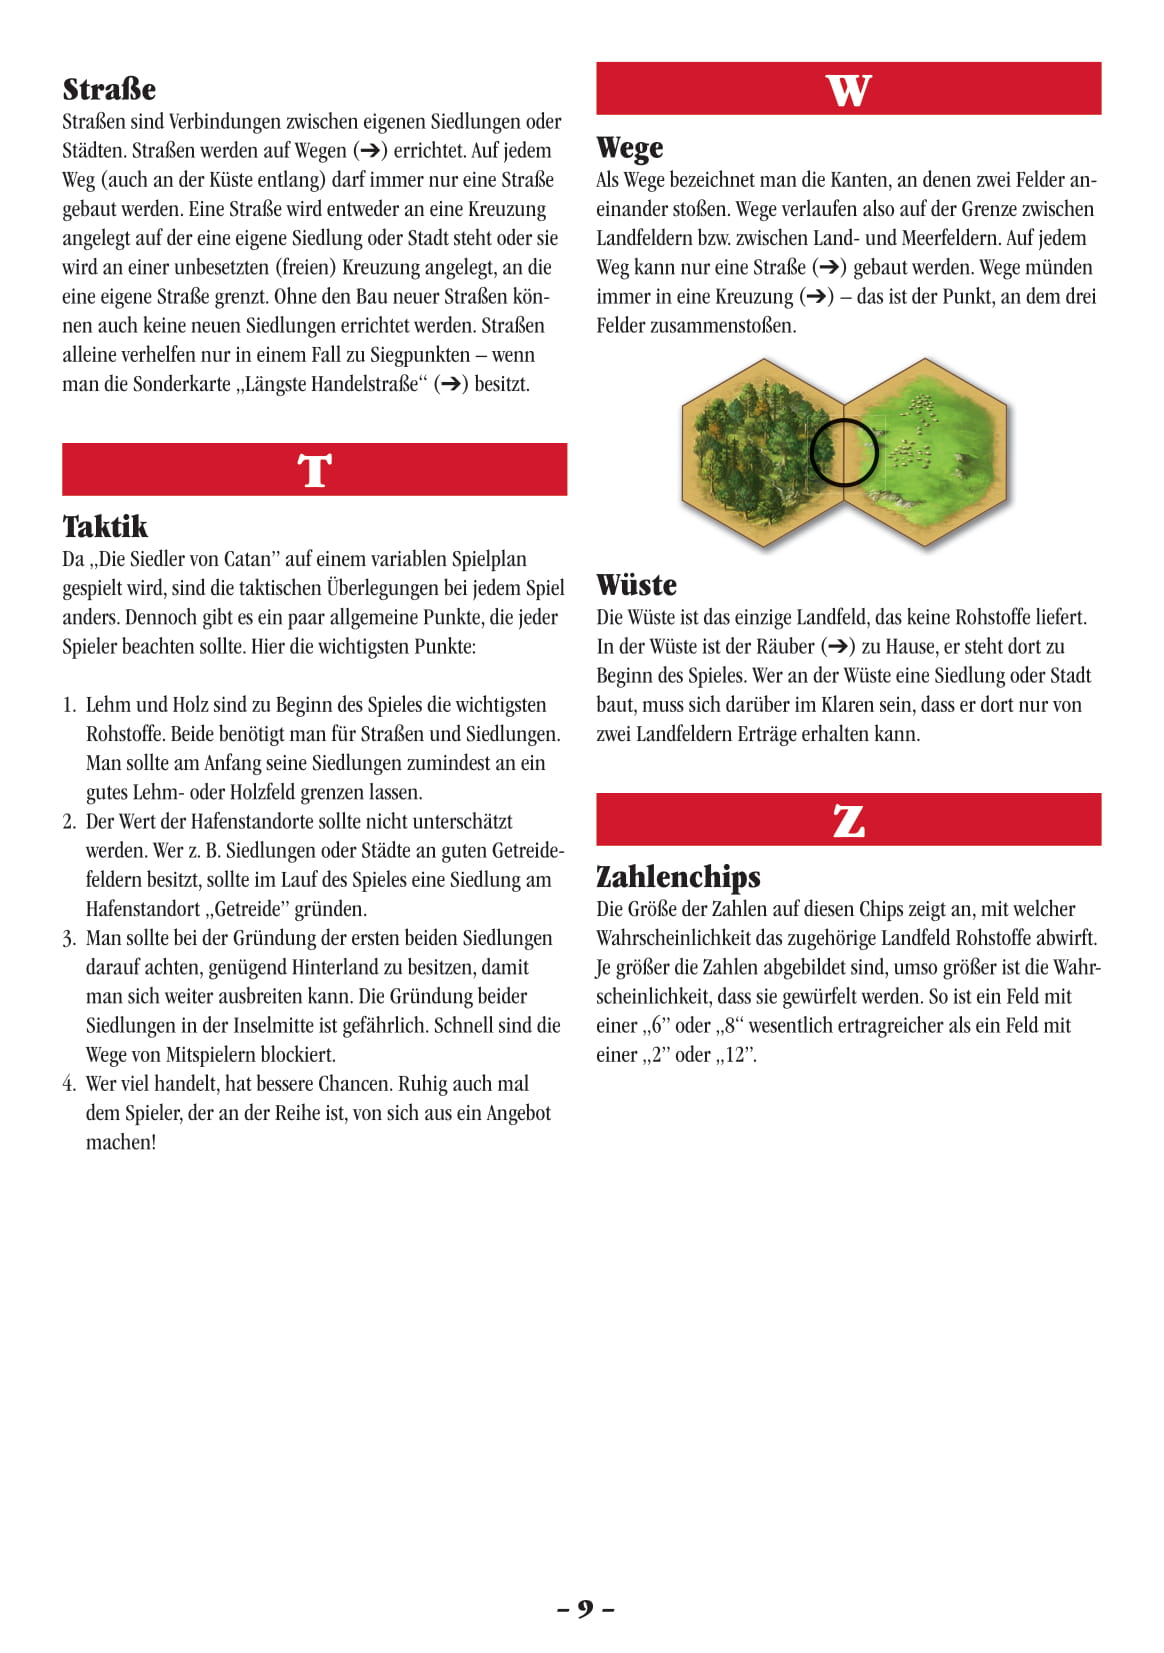 Straße
Straßen sind Verbindungen zwischen eigenen Siedlungen oder
Städten. Straßen werden auf Wegen (➔) errichtet. Auf jedem
Weg (auch an der Küste entlang) darf immer nur eine Straße
gebaut werden. Eine Straße wird entweder an eine Kreuzung
angelegt auf der eine eigene Siedlung oder Stadt steht oder sie
wird an einer unbesetzten (freien) Kreuzung angelegt, an die
eine eigene Straße grenzt. Ohne den Bau neuer Straßen kön-
nen auch keine neuen Siedlungen errichtet werden. Straßen
alleine verhelfen nur in einem Fall zu Siegpunkten – wenn
man die Sonderkarte „Längste Handelstraße“ (➔) besitzt.
T
Taktik
Da „Die Siedler von Catan” auf einem variablen Spielplan
gespielt wird, sind die taktischen Überlegungen bei jedem Spiel
anders. Dennoch gibt es ein paar allgemeine Punkte, die jeder
Spieler beachten sollte. Hier die wichtigsten Punkte:
1. Lehm und Holz sind zu Beginn des Spieles die wichtigsten
Rohstoffe. Beide benötigt man für Straßen und Siedlungen.
Man sollte am Anfang seine Siedlungen zumindest an ein
gutes Lehm- oder Holzfeld grenzen lassen.
2. Der Wert der Hafenstandorte sollte nicht unterschätzt
werden. Wer z. B. Siedlungen oder Städte an guten Getreide-
feldern besitzt, sollte im Lauf des Spieles eine Siedlung am
Hafenstandort „Getreide” gründen.
3. Man sollte bei der Gründung der ersten beiden Siedlungen
darauf achten, genügend Hinterland zu besitzen, damit
man sich weiter ausbreiten kann. Die Gründung beider
Siedlungen in der Inselmitte ist gefährlich. Schnell sind die
Wege von Mitspielern blockiert.
4. Wer viel handelt, hat bessere Chancen. Ruhig auch mal
dem Spieler, der an der Reihe ist, von sich aus ein Angebot
machen!
W
Wege
Als Wege bezeichnet man die Kanten, an denen zwei Felder an-
einander stoßen. Wege verlaufen also auf der Grenze zwischen
Landfeldern bzw. zwischen Land- und Meerfeldern. Auf jedem
Weg kann nur eine Straße (➔) gebaut werden. Wege münden
immer in eine Kreuzung (➔) – das ist der Punkt, an dem drei
Felder zusammenstoßen.
Wüste
Die Wüste ist das einzige Landfeld, das keine Rohstoffe liefert.
In der Wüste ist der Räuber (➔) zu Hause, er steht dort zu
Beginn des Spieles. Wer an der Wüste eine Siedlung oder Stadt
baut, muss sich darüber im Klaren sein, dass er dort nur von
zwei Landfeldern Erträge erhalten kann.
Z
Zahlenchips
Die Größe der Zahlen auf diesen Chips zeigt an, mit welcher
Wahrscheinlichkeit das zugehörige Landfeld Rohstoffe abwirft.
Je größer die Zahlen abgebildet sind, umso größer ist die Wahr-
scheinlichkeit, dass sie gewürfelt werden. So ist ein Feld mit
einer „6” oder „8“ wesentlich ertragreicher als ein Feld mit
einer „2” oder „12”.
– 9 –